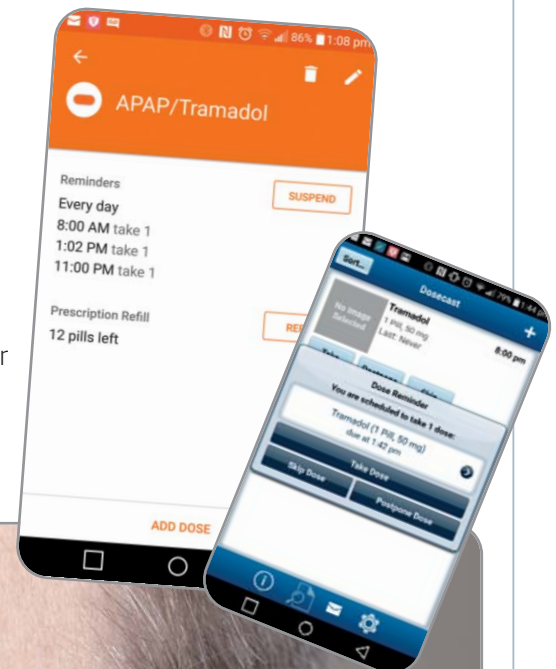 86% 1:08 pm
APAP/Tramadol
Reminders
SUSPEND
Every day
8:00 AM take 1
1:02 PM take 1
11:00 PM take 1
Prescription Refill
12 pills left
ADD DOSE
r
79% 1:44
Sort...
Dosecast
+
No Image
Selected
Tramadol
1 Pill, 50 mg
Last: Never
8:00 pm
Dose Reminder
You are scheduled to take 1 dose:
Tramadol (1 Pill, 50 mg)
due at 1:42 pm
Take Dose
Skip Dose
Postpone Dose